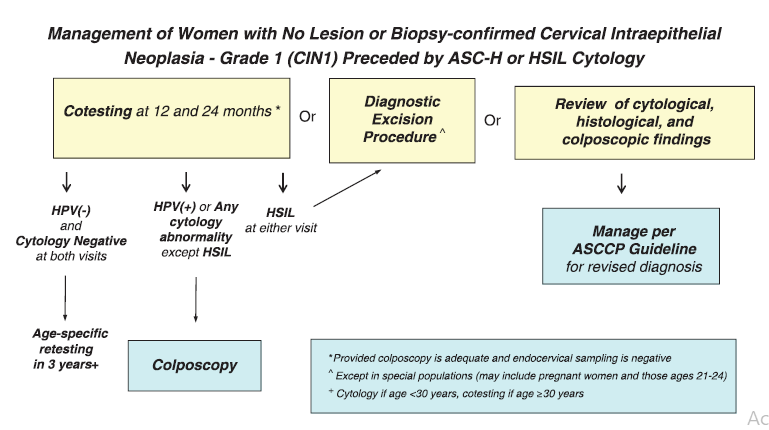 Management of Women with No Lesion or Biopsy-confirmed Cervical Intraepithelial
Neoplasia - Grade 1 (CIN1) Preceded by ASC-H or HSIL Cytology
Cotesting at 12 and 24 months *
Or
Diagnostic
Excision
Procedure ^
Or
Review of cytological,
histological, and
colposcopic findings
HPV(-)
and
Cytology Negative
at both visits
HPV(+) or Any
cytology
abnormality
except HSIL
HSIL
at either visit
Manage per
ASCCP Guideline
for revised diagnosis
Age-specific
retesting
in 3 years+
Colposcopy
*Provided colposcopy is adequate and endocervical sampling is negative
^ Except in special populations (may include pregnant women and those ages 21-24)
+ Cytology if age <30 years, cotesting if age ≥30 years
Ac